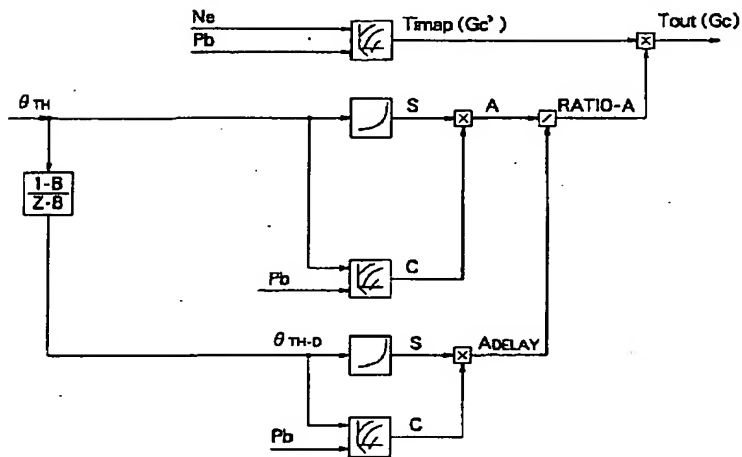 Ne
Pb
Timap (Gc')
Tout (Gc)
×
θTH
S
×
A
/
RATIO-A
1-B
Z-B
Pb
C
θTH-D
S
×
ADELAY
Pb
C